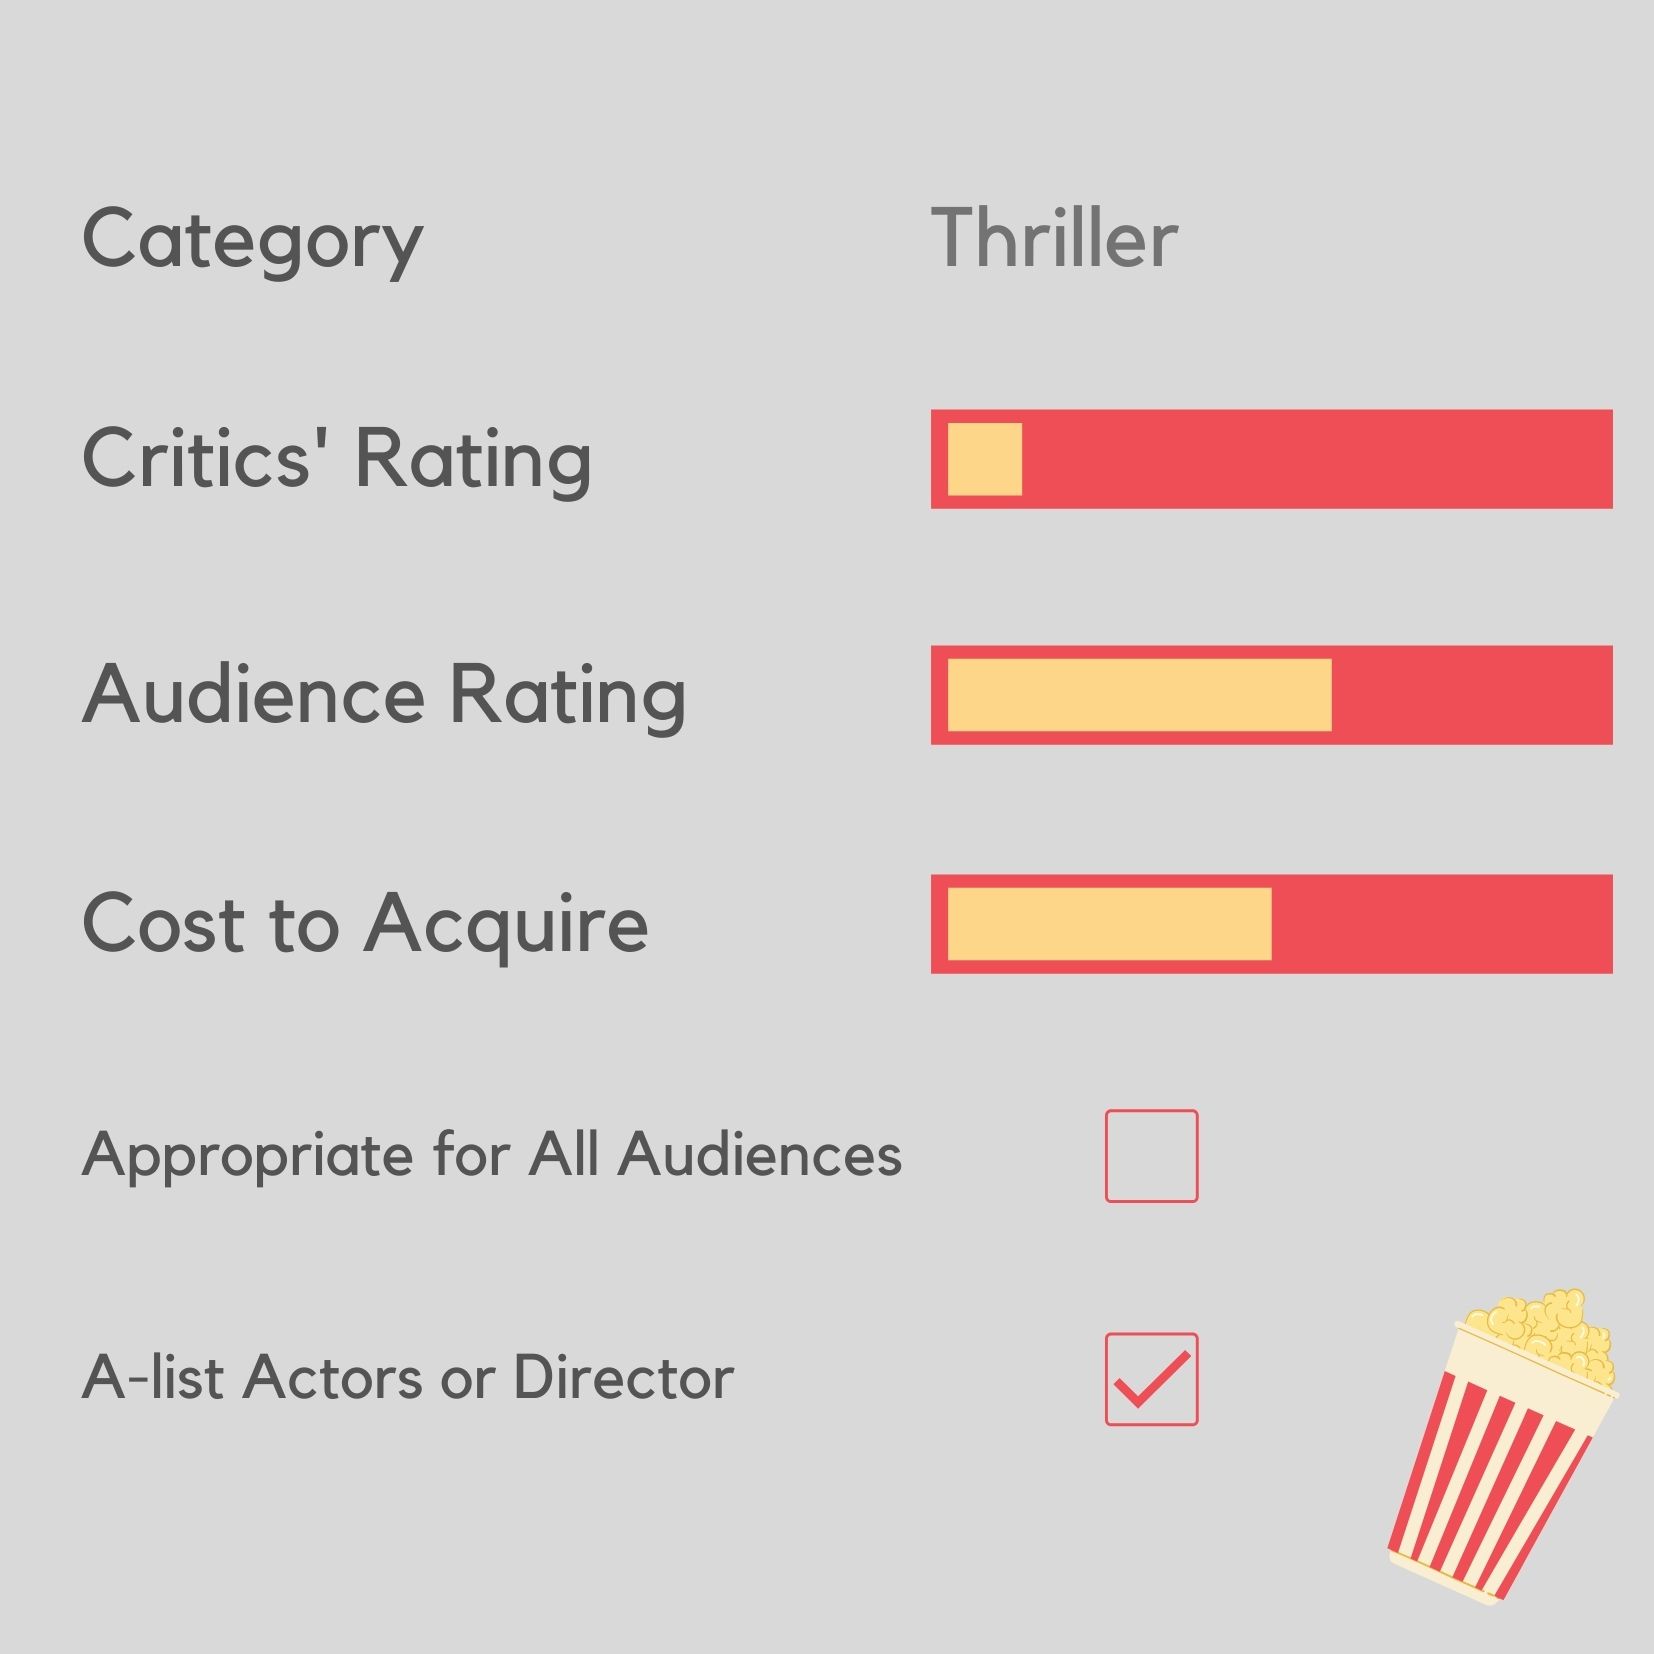 Category Thriller
Critics' Rating
Audience Rating
Cost to Acquire
Appropriate for All Audiences
A-list Actors or Director